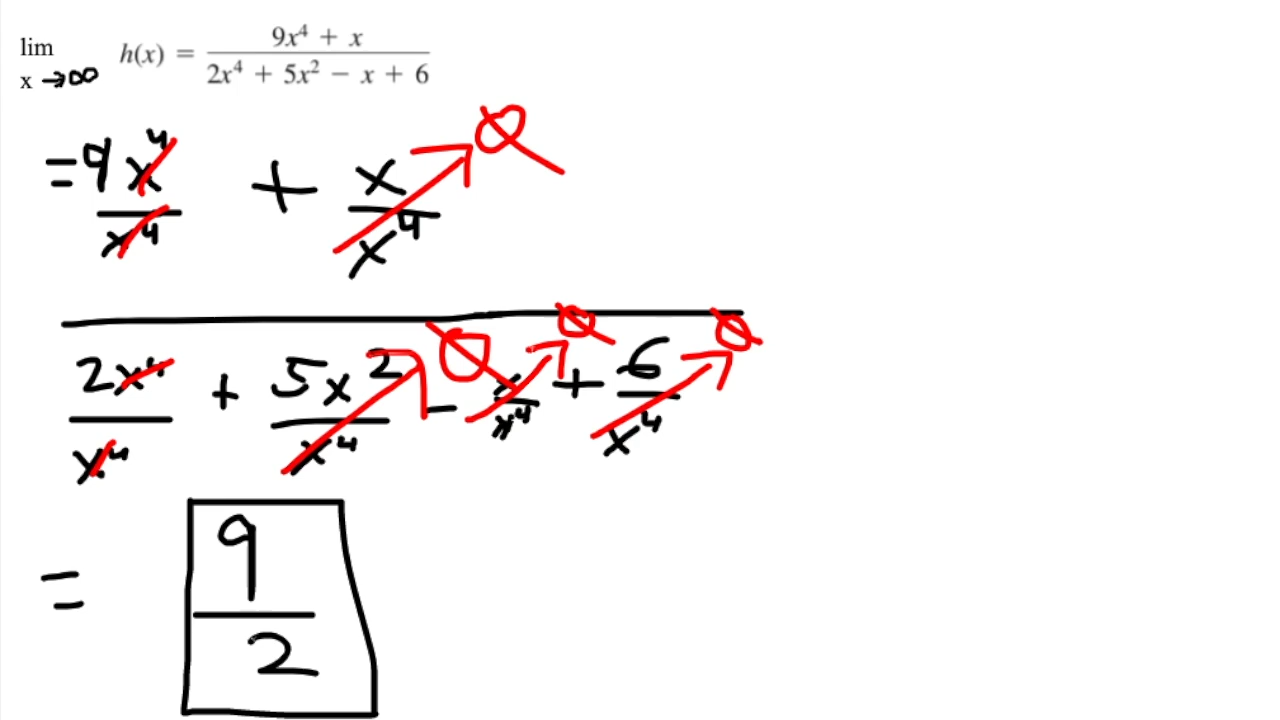 lim x→∞ h(x) = (9x⁴ + x)/(2x⁴ + 5x² − x + 6)
= 9x⁴/x⁴ + x/x⁴ 0
2x⁴/x⁴ + 5x²/x⁴ 0 − x/x⁴ 0 + 6/x⁴ 0
= 9/2